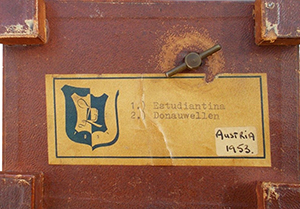 1.) Estudiantina
2.) Donauwellen
Austria
1953.